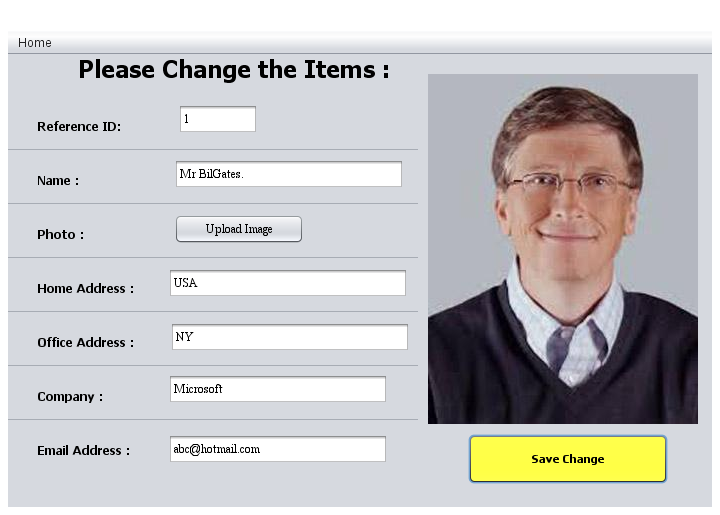 Home
Please Change the Items :
Reference ID: 1
Name : Mr BilGates.
Photo : Upload Image
Home Address : USA
Office Address : NY
Company : Microsoft
Email Address : abc@hotmail.com
Save Change